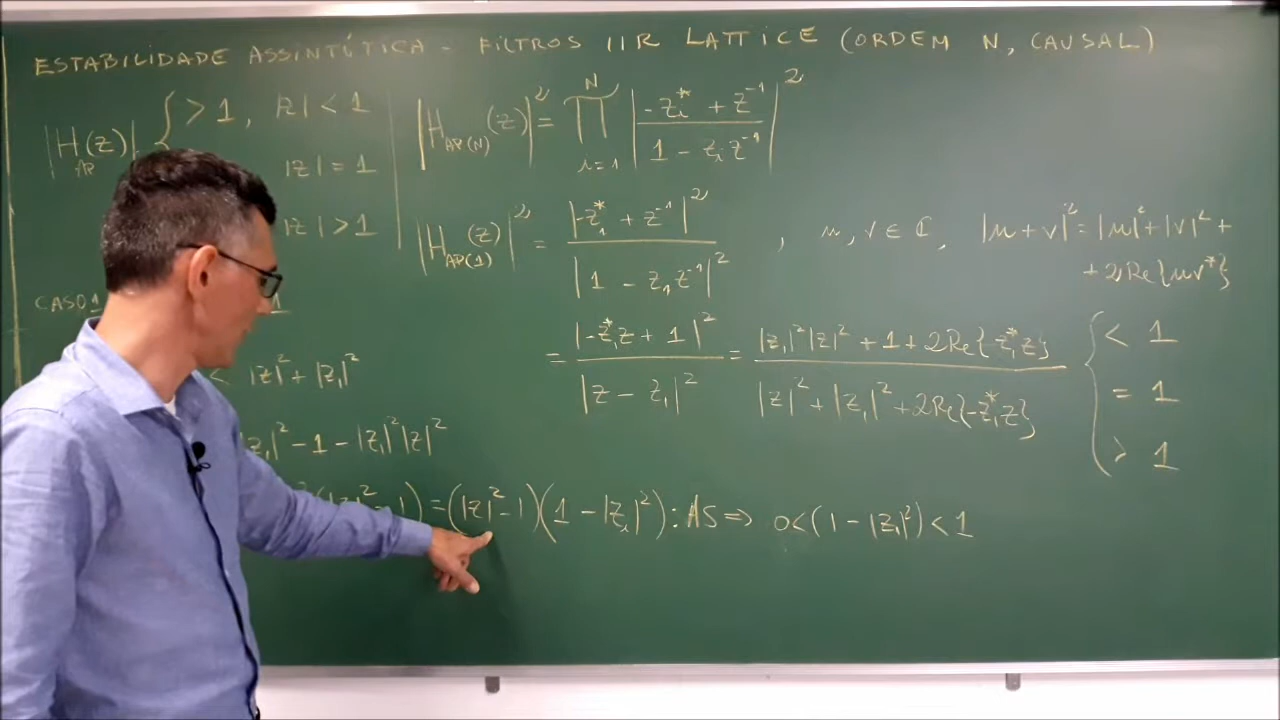 ESTABILIDADE ASSINTÓTICA - FILTROS IIR LATTICE (ORDEM N, CAUSAL)
|H_AP(z)| { > 1, |z| < 1
|z| = 1
|z| > 1
|H_AP(N)(z)|² = ∏_{i=1}^{N} |(-z_i* + z⁻¹)/(1 - z_i z⁻¹)|²
|H_AP(1)(z)|² = |-z₁* + z⁻¹|² / |1 - z₁z⁻¹|² , u, v ∈ ℂ, |u+v|² = |u|² + |v|² +
+ 2Re{uv*}
= |-z₁*z + 1|² / |z - z₁|² = (|z₁|²|z|² + 1 + 2Re{-z₁*z}) / (|z|² + |z₁|² + 2Re{-z₁*z}) { < 1
= 1
> 1
CASO 1
< |z|² + |z₁|²
|z₁|² - 1 - |z₁|²|z|²
= (|z|² - 1)(1 - |z₁|²) : AS ⇒ 0 < (1 - |z₁|²) < 1